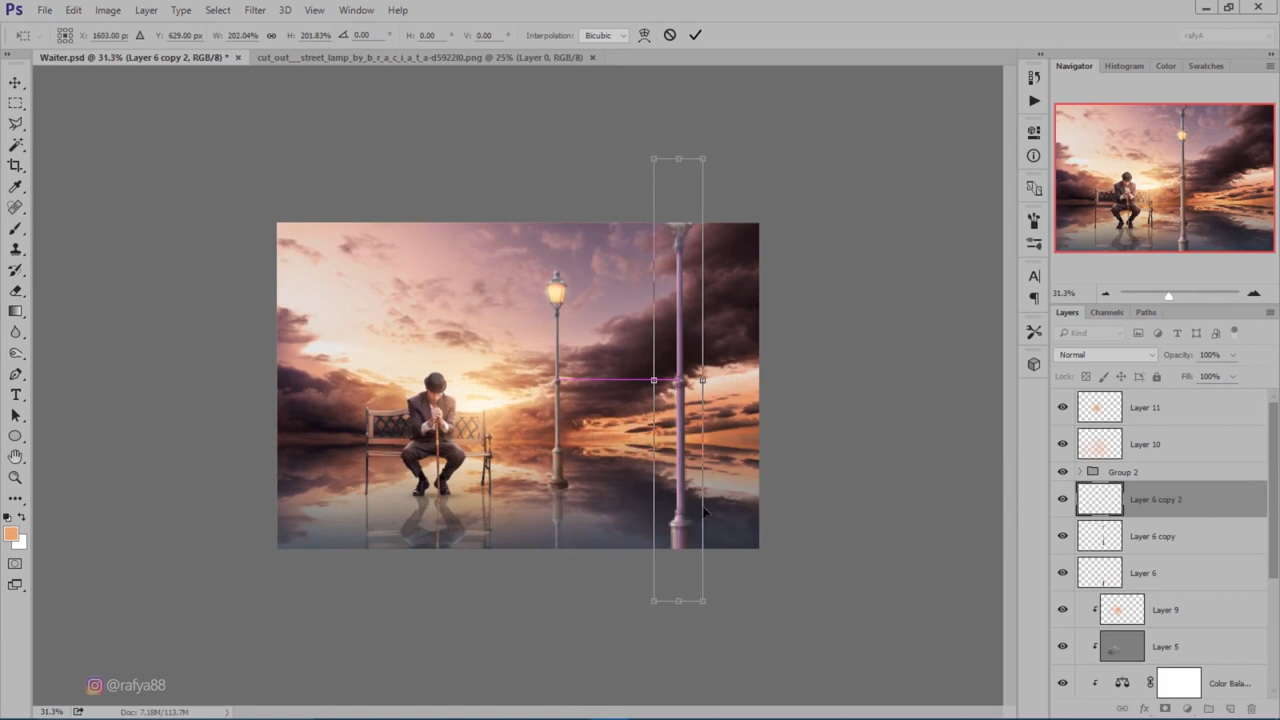 Ps File Edit Image Layer Type Select Filter 3D View Window Help
X: 1603.00 px Y: 629.00 px W: 202.04% H: 201.83% 0.00 ° H: 0.00 ° V: 0.00 ° Interpolation: Bicubic rafyA
Waiter.psd @ 31.3% (Layer 6 copy 2, RGB/8) * × cut_out__street_lamp_by_b_r_a_c_i_a_t_a-d5922l0.png @ 25% (Layer 0, RGB/8) ×
Navigator Histogram Color Swatches
31.3%
Layers Channels Paths
Kind
Normal Opacity: 100%
Lock: Fill: 100%
Layer 11
Layer 10
Group 2
Layer 6 copy 2
Layer 6 copy
Layer 6
Layer 9
Layer 5
Color Bala...
@rafya88
31.3% Doc: 7.18M/113.7M